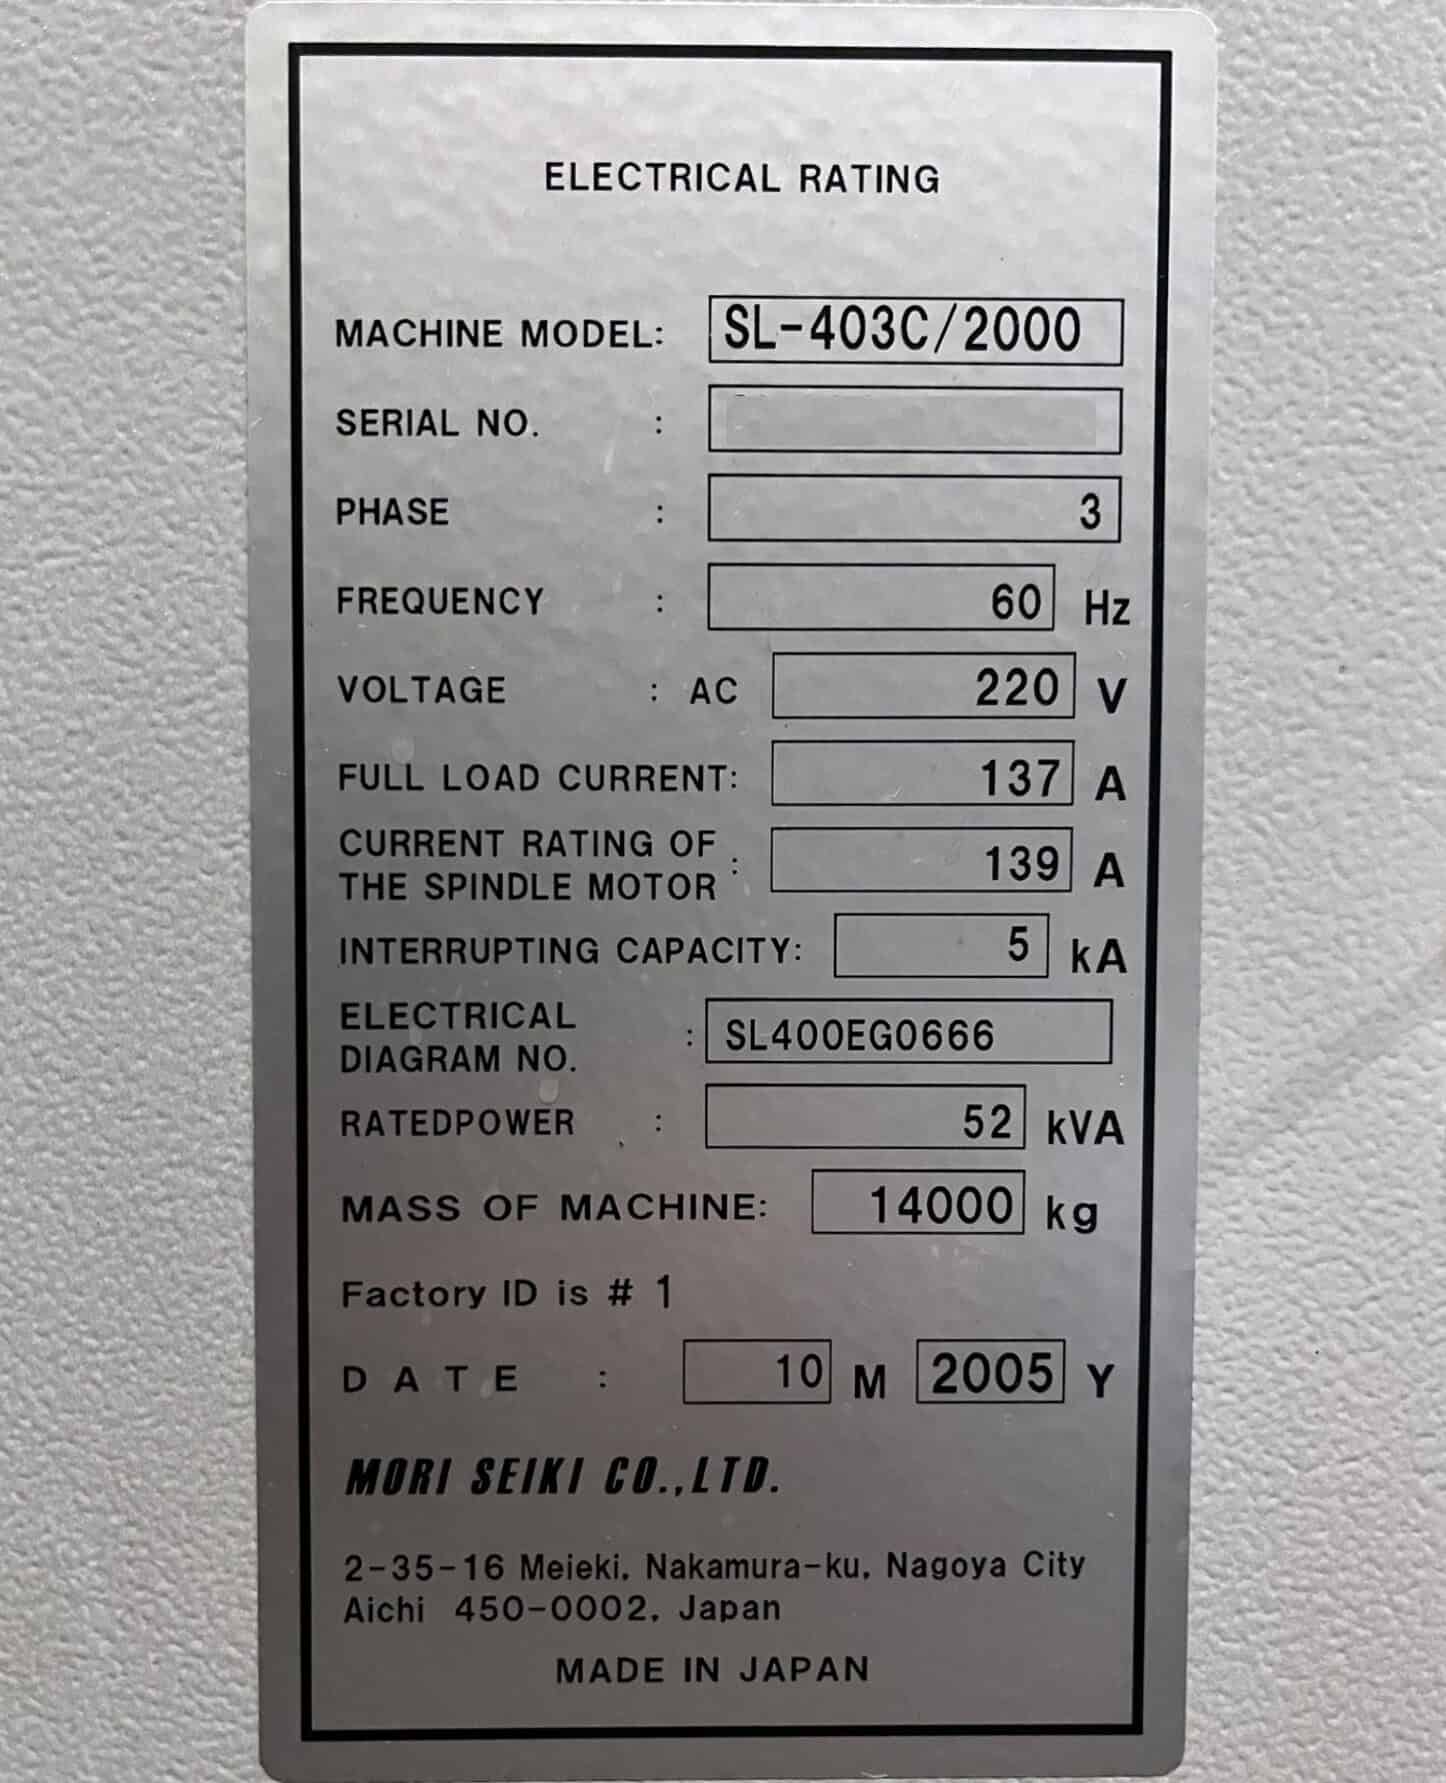 ELECTRICAL RATING
MACHINE MODEL: SL-403C/2000
SERIAL NO. :
PHASE : 3
FREQUENCY : 60 Hz
VOLTAGE : AC 220 V
FULL LOAD CURRENT: 137 A
CURRENT RATING OF
THE SPINDLE MOTOR : 139 A
INTERRUPTING CAPACITY: 5 kA
ELECTRICAL
DIAGRAM NO. : SL400EG0666
RATEDPOWER : 52 kVA
MASS OF MACHINE: 14000 kg
Factory ID is # 1
DATE : 10 M 2005 Y
MORI SEIKI CO.,LTD.
2-35-16 Meieki, Nakamura-ku, Nagoya City
Aichi 450-0002, Japan
MADE IN JAPAN